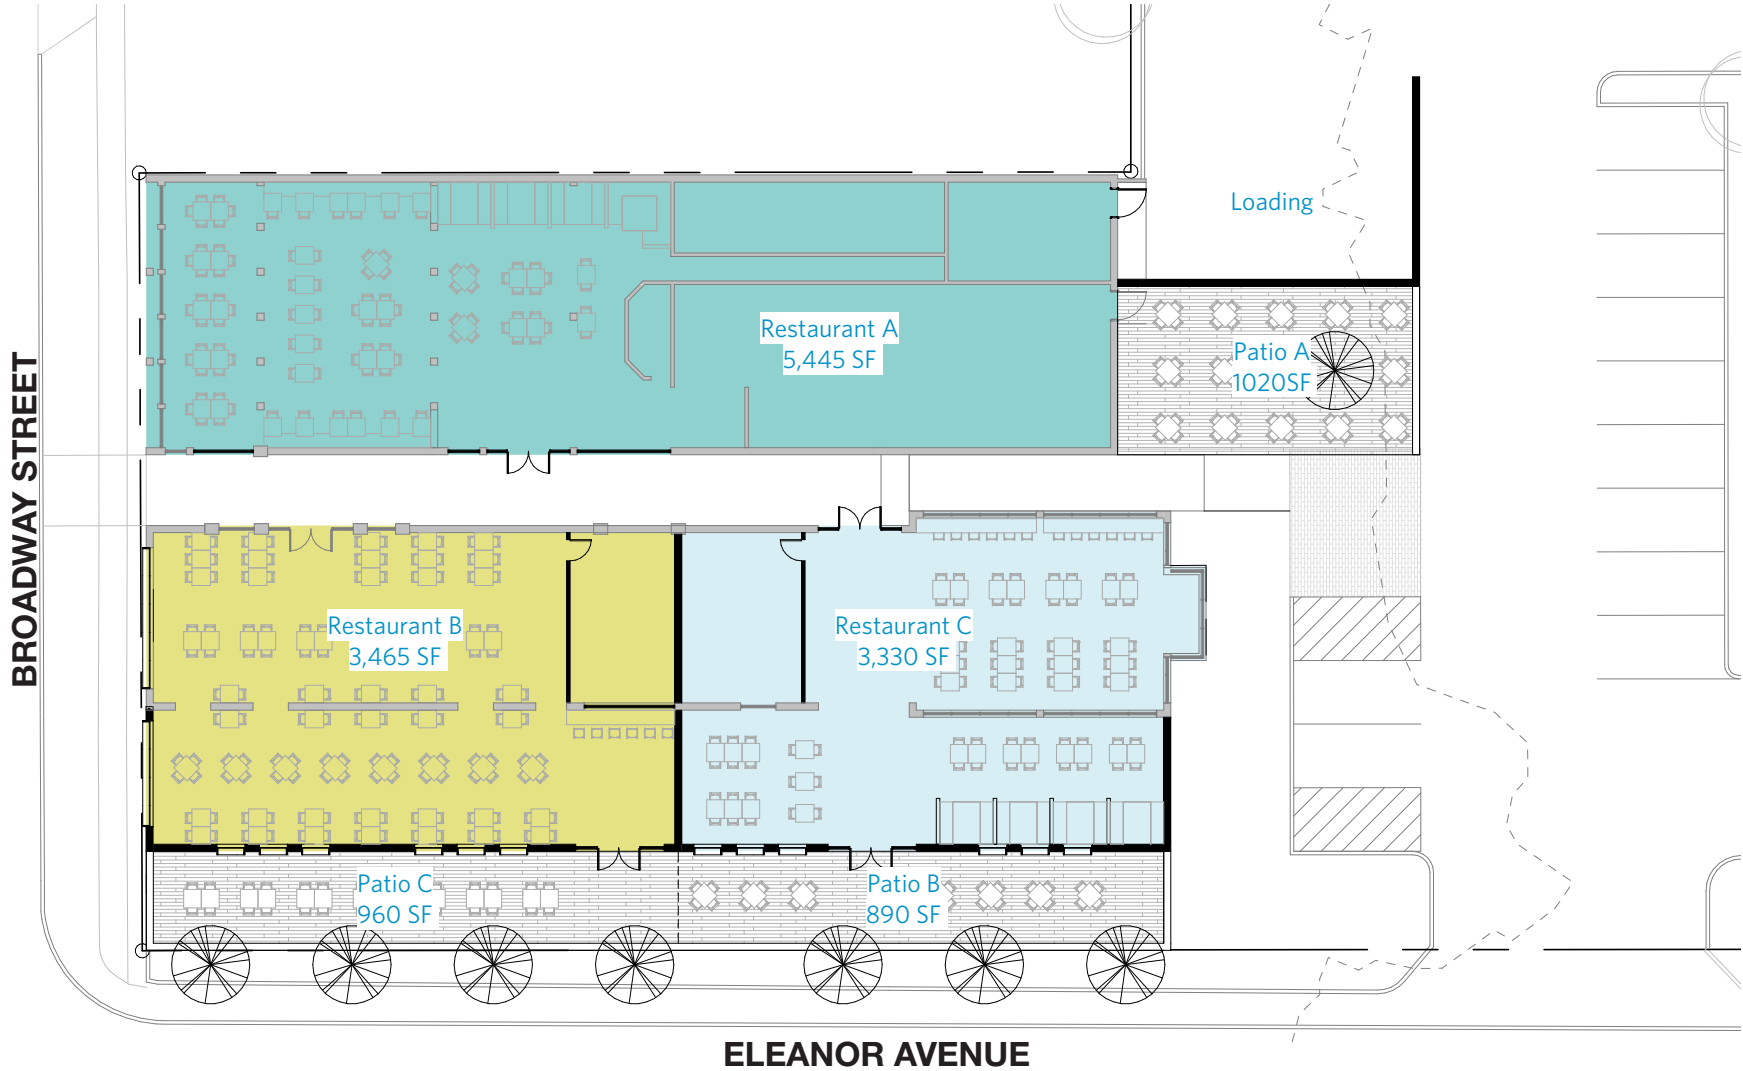 Loading
Restaurant A
5,445 SF
Patio A
1020SF
BROADWAY STREET
Restaurant B
3,465 SF
Restaurant C
3,330 SF
Patio C
960 SF
Patio B
890 SF
ELEANOR AVENUE